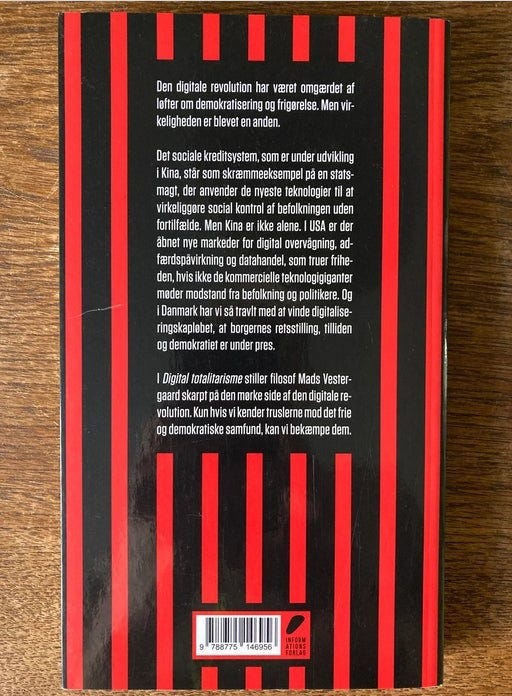 Den digitale revolution har været omgærdet af
løfter om demokratisering og frigørelse. Men vir-
keligheden er blevet en anden.
Det sociale kreditsystem, som er under udvikling
i Kina, står som skræmmeeksempel på en stats-
magt, der anvender de nyeste teknologier til at
virkeliggøre social kontrol af befolkningen uden
fortilfælde. Men Kina er ikke alene. I USA er der
åbnet nye markeder for digital overvågning, ad-
færdspåvirkning og datahandel, som truer frihe-
den, hvis ikke de kommercielle teknologigiganter
møder modstand fra befolkning og politikere. Og
i Danmark har vi så travlt med at vinde digitalise-
ringskapløbet, at borgernes retsstilling, tilliden
og demokratiet er under pres.
I Digital totalitarisme stiller filosof Mads Vester-
gaard skarpt på den mørke side af den digitale re-
volution. Kun hvis vi kender truslerne mod det frie
og demokratiske samfund, kan vi bekæmpe dem.
9 788775 146956
INFORM
ATIONS
FORLAG